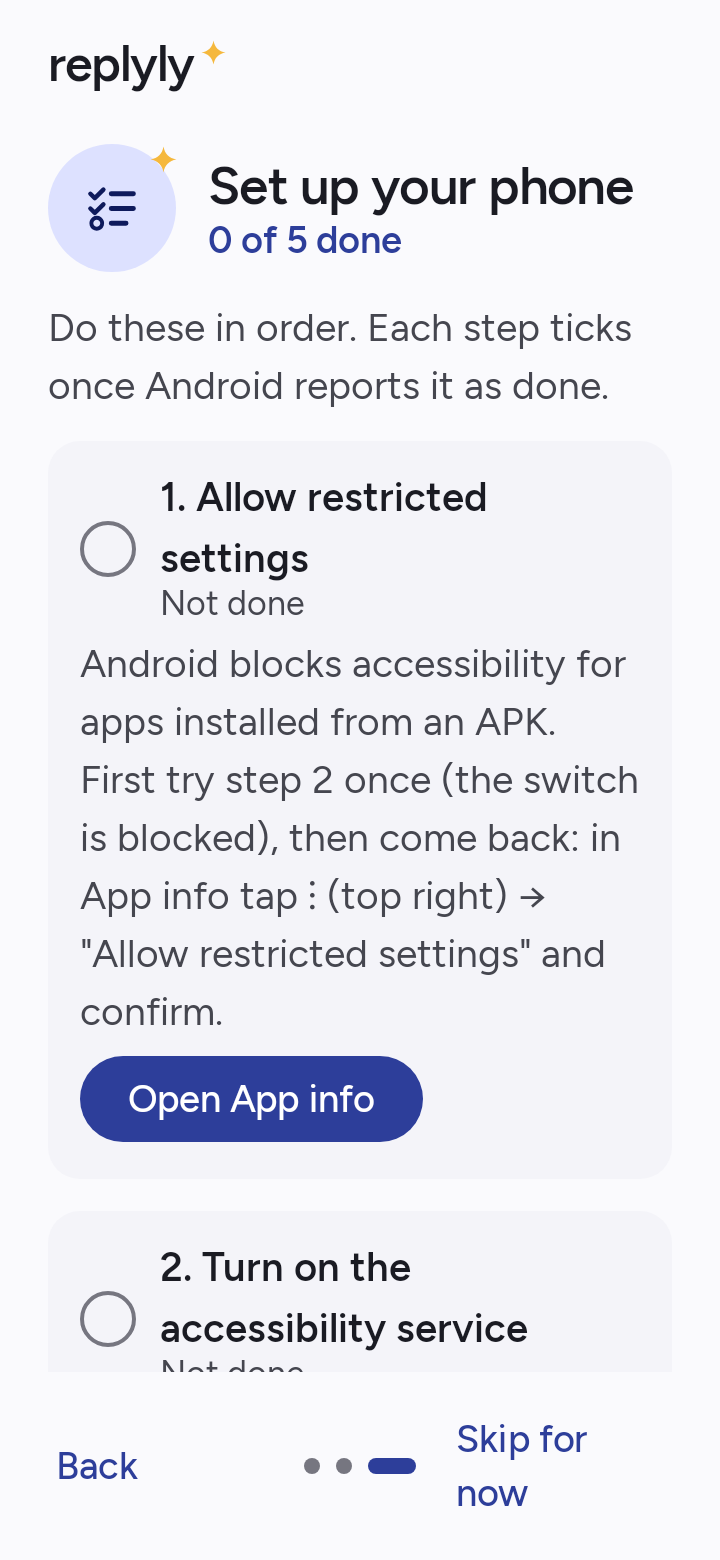 replyly
Set up your phone
0 of 5 done
Do these in order. Each step ticks
once Android reports it as done.
1. Allow restricted
settings
Not done
Android blocks accessibility for
apps installed from an APK.
First try step 2 once (the switch
is blocked), then come back: in
App info tap ⋮ (top right) →
"Allow restricted settings" and
confirm.
Open App info
2. Turn on the
accessibility service
Not done
Back
Skip for
now